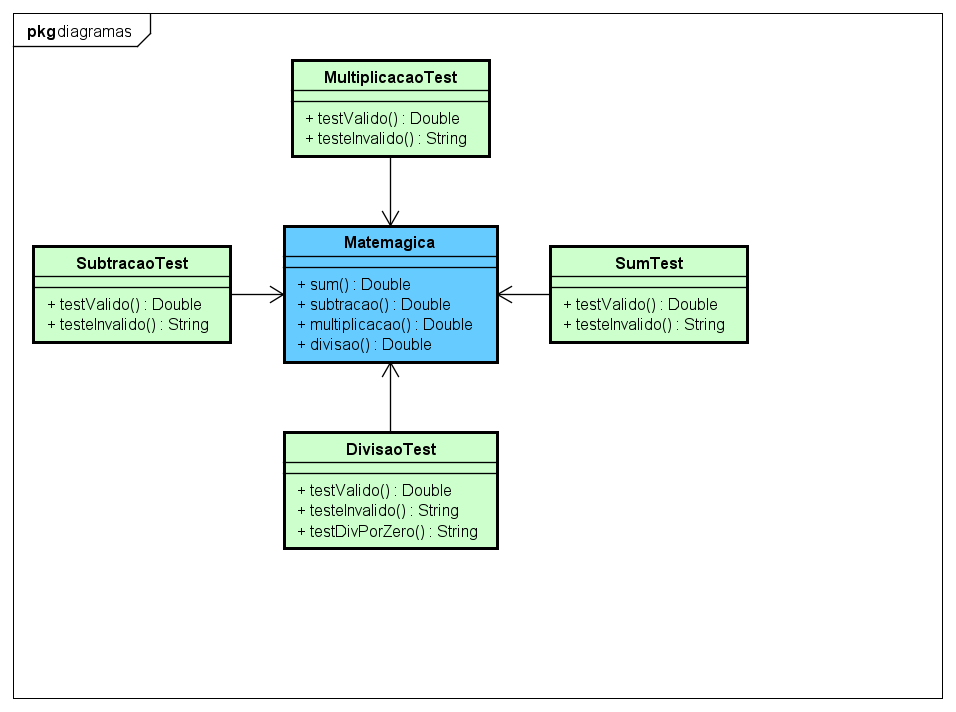 pkg diagramas
MultiplicacaoTest
+ testValido() : Double
+ testeInvalido() : String
Matemagica
+ sum() : Double
+ subtracao() : Double
+ multiplicacao() : Double
+ divisao() : Double
SubtracaoTest
+ testValido() : Double
+ testeInvalido() : String
SumTest
+ testValido() : Double
+ testeInvalido() : String
DivisaoTest
+ testValido() : Double
+ testeInvalido() : String
+ testDivPorZero() : String